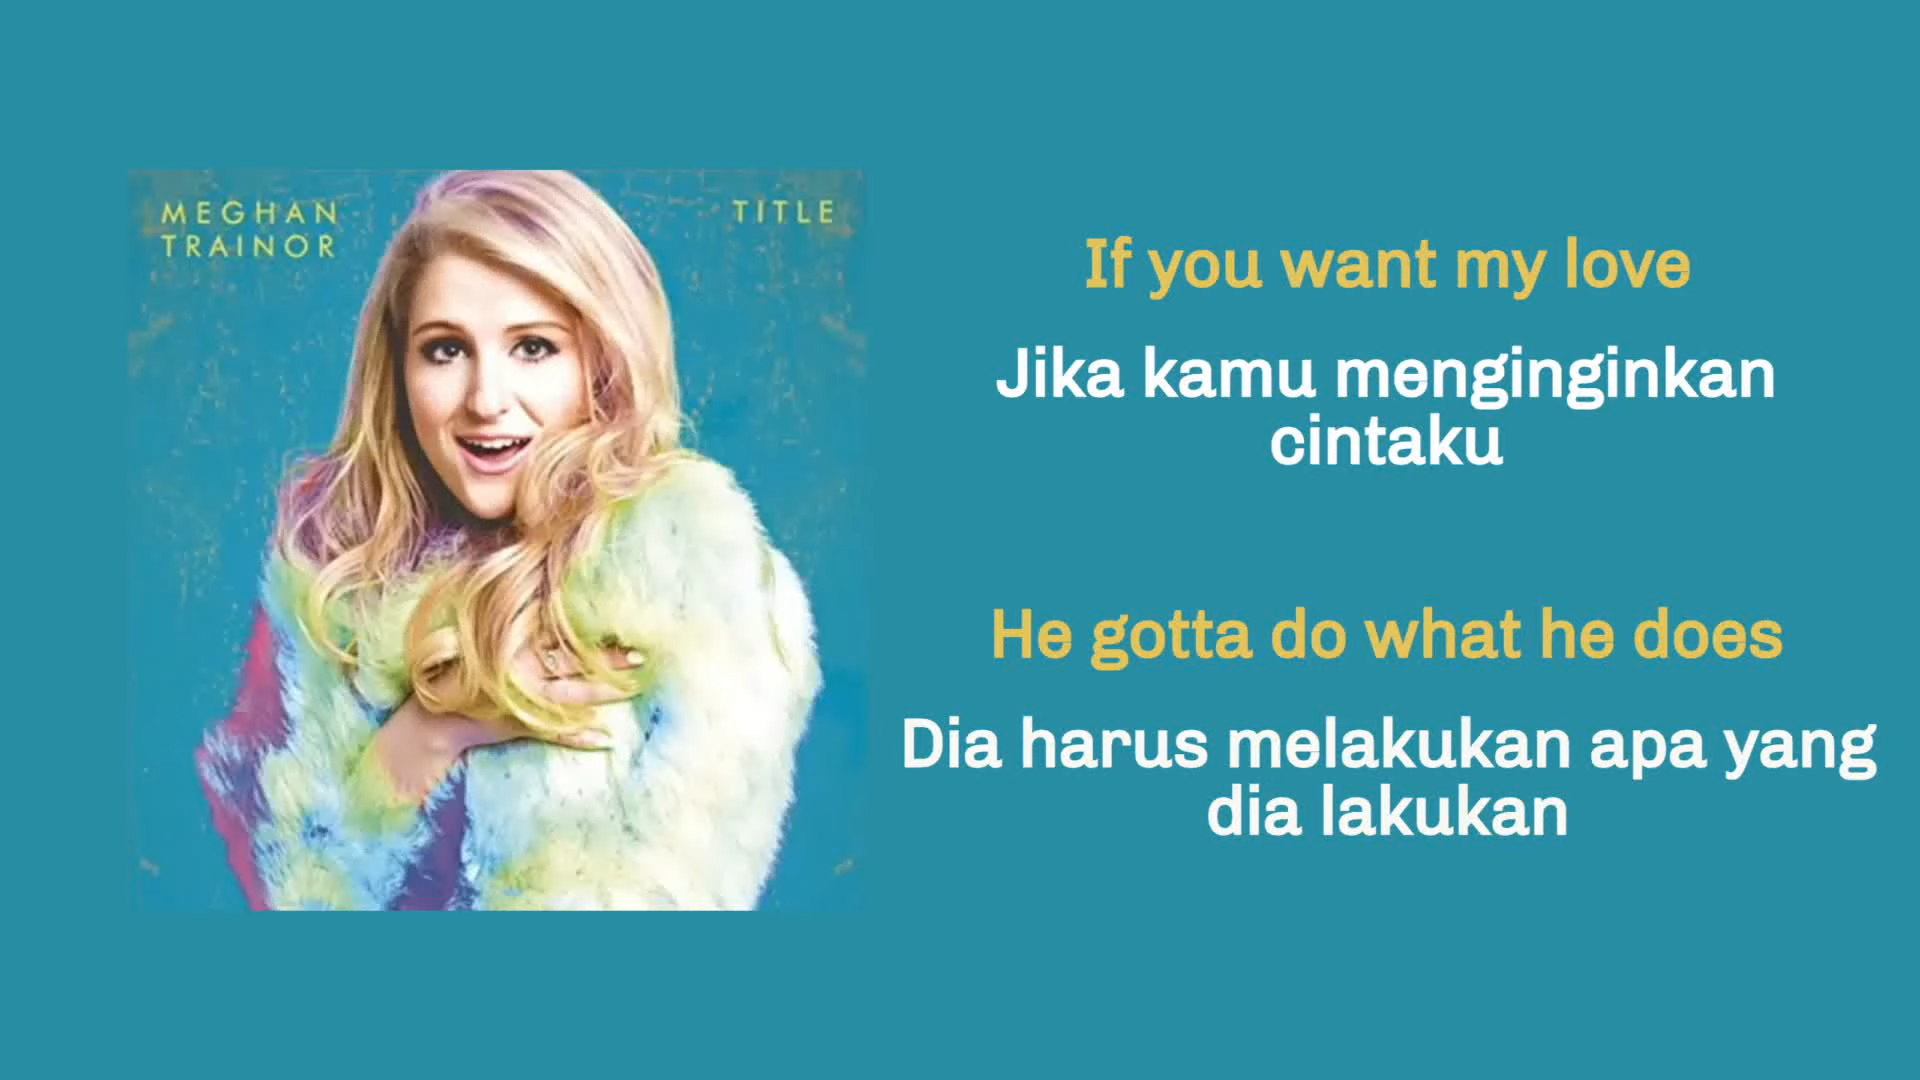 MEGHAN
TRAINOR
TITLE
If you want my love
Jika kamu menginginkan
cintaku
He gotta do what he does
Dia harus melakukan apa yang
dia lakukan